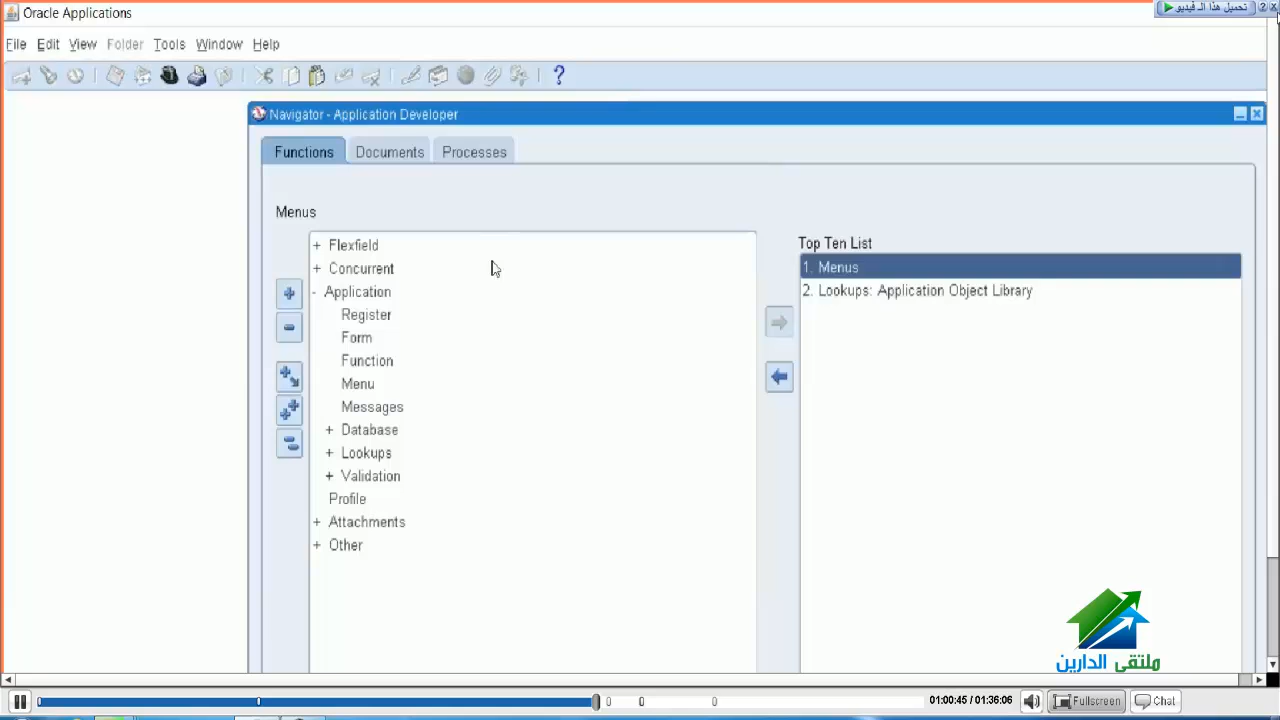 Oracle Applications
تحميل هذا الـ فيديو
File Edit View Folder Tools Window Help
Navigator - Application Developer
Functions Documents Processes
Menus
+ Flexfield
+ Concurrent
- Application
Register
Form
Function
Menu
Messages
+ Database
+ Lookups
+ Validation
Profile
+ Attachments
+ Other
Top Ten List
1. Menus
2. Lookups: Application Object Library
ملتقى الدارين
0 0 0
01:00:45 / 01:36:06
Fullscreen
Chat